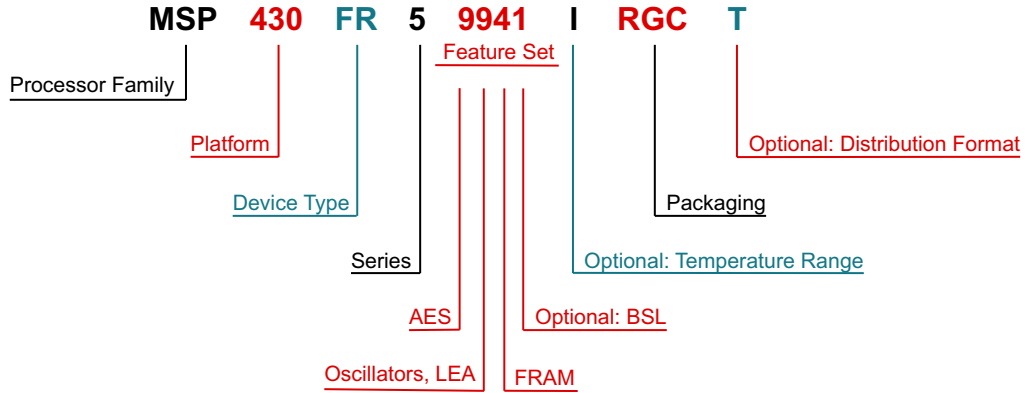 MSP 430 FR 5 9941 I RGC T
Feature Set
Processor Family
Platform
Optional: Distribution Format
Device Type
Packaging
Series
Optional: Temperature Range
AES
Optional: BSL
Oscillators, LEA
FRAM